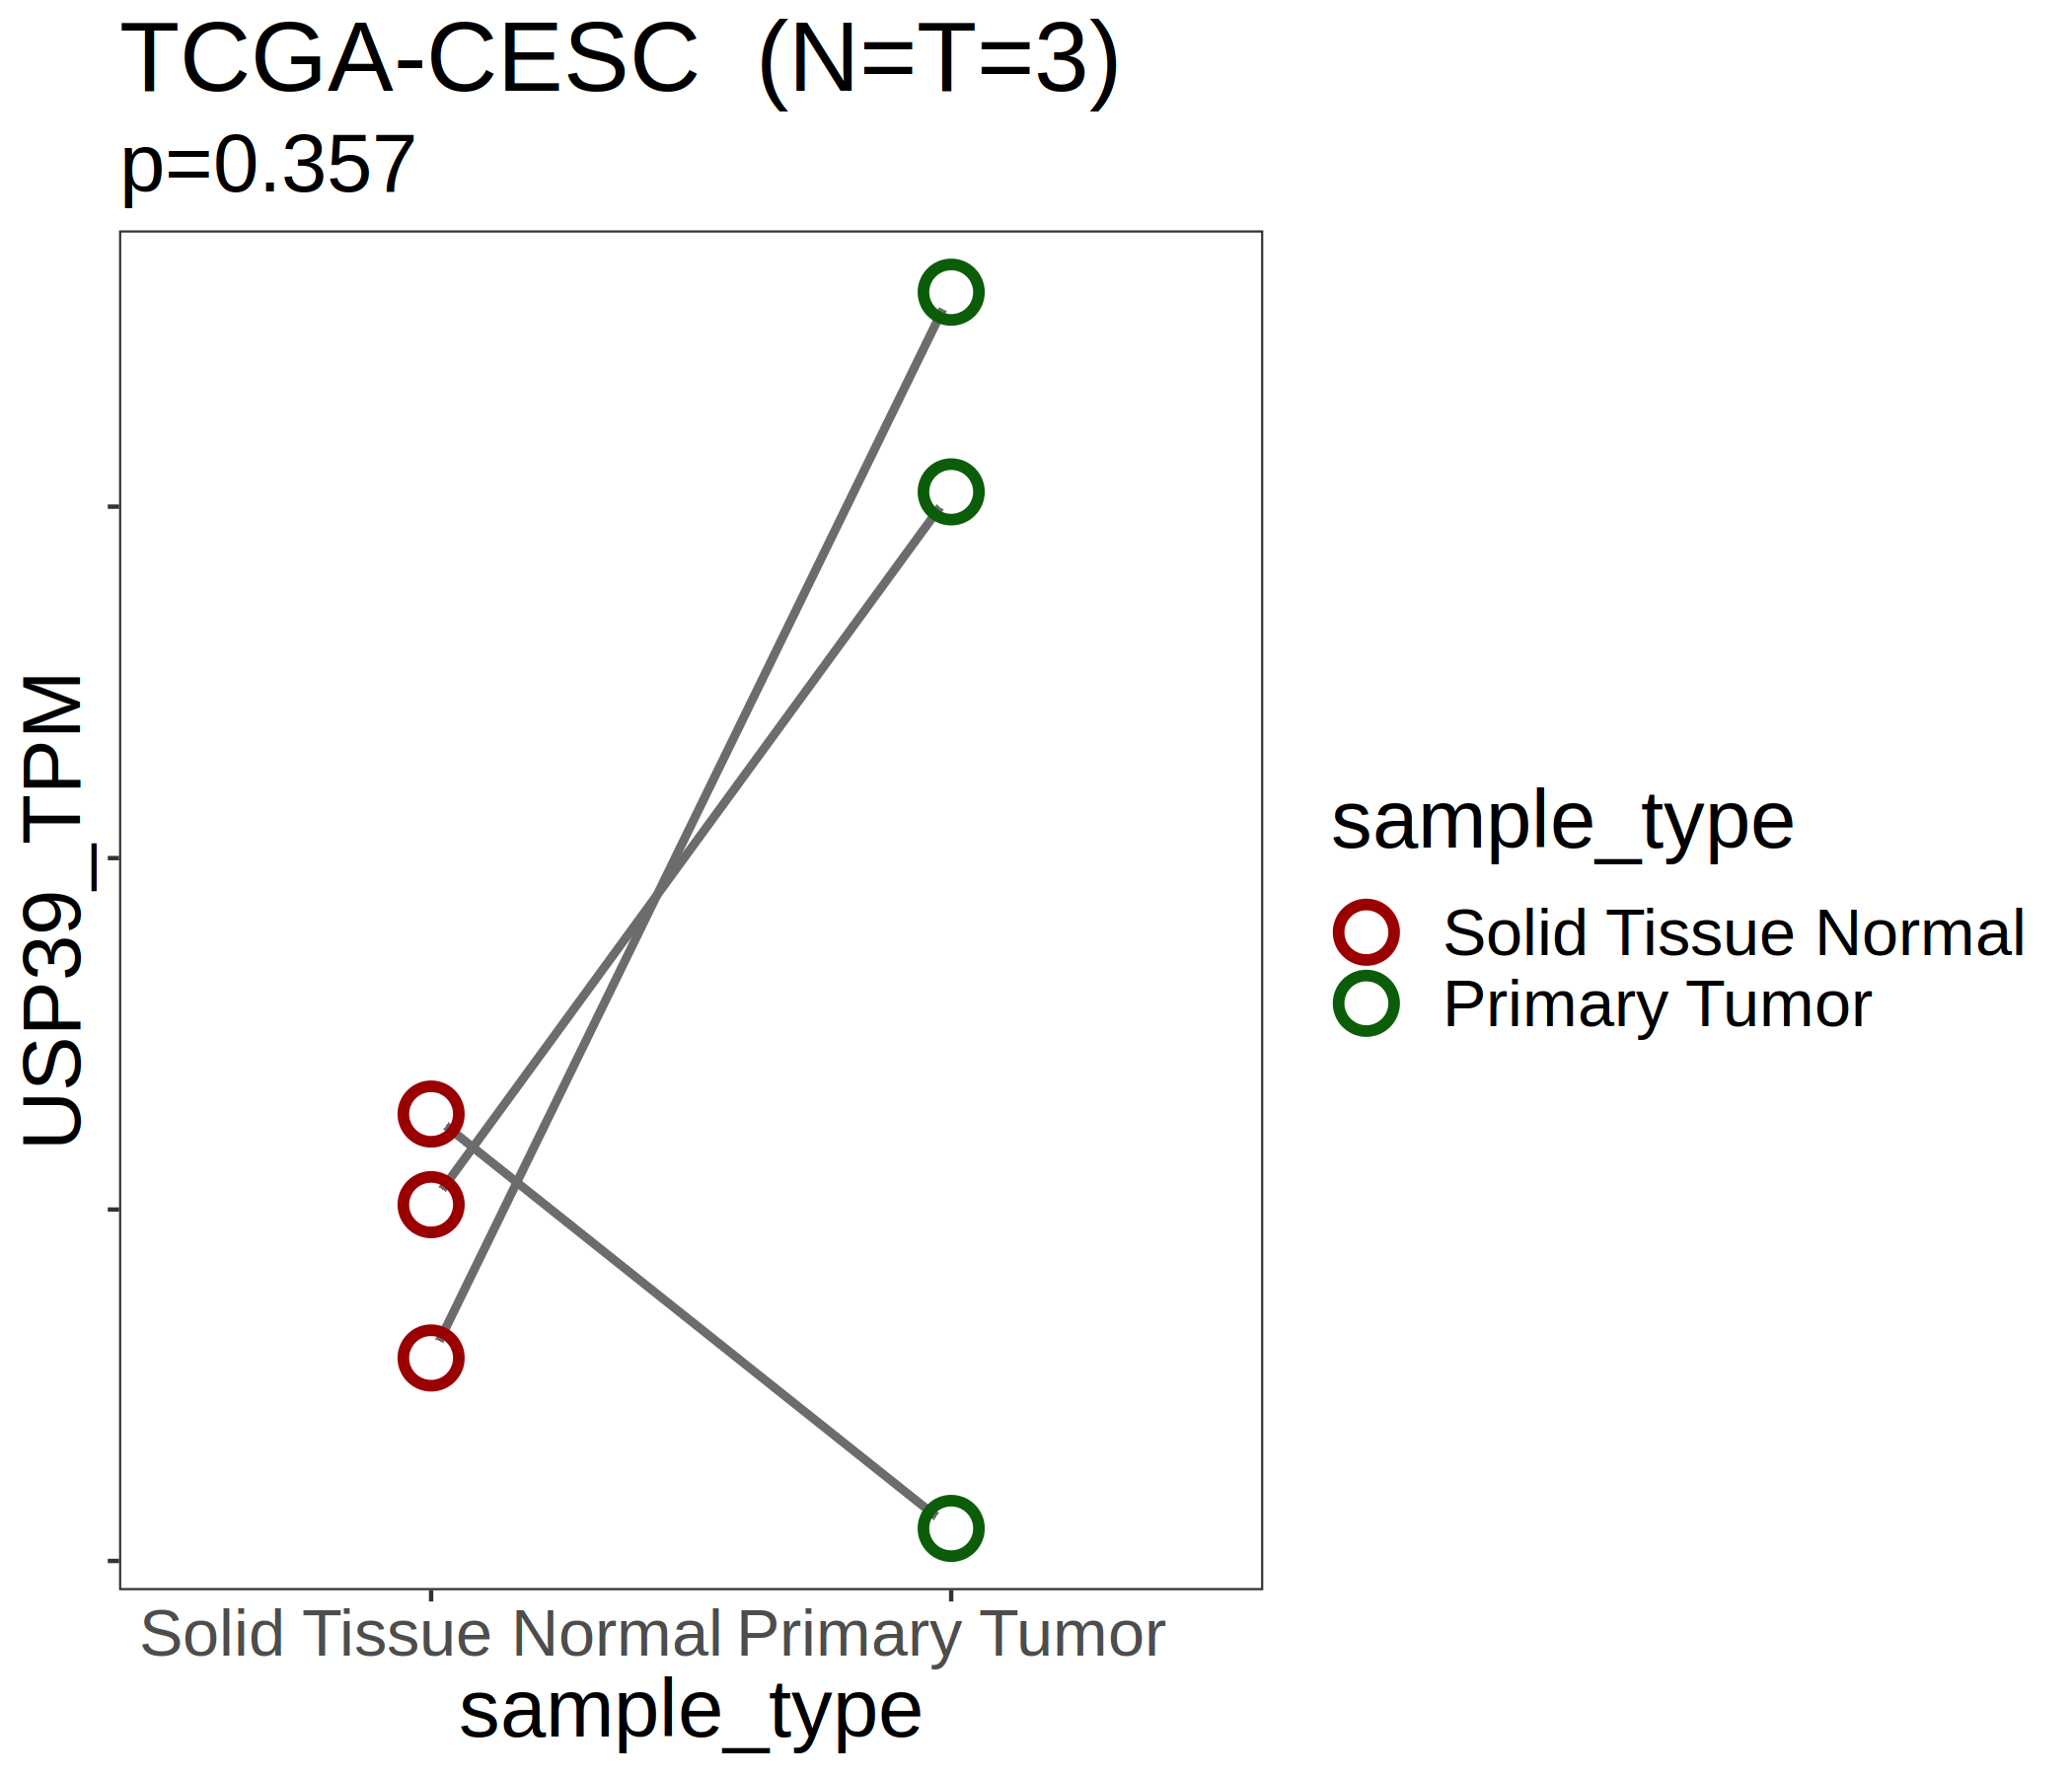 TCGA-CESC  (N=T=3)
p=0.357
USP39_TPM
Solid Tissue Normal
Primary Tumor
sample_type
sample_type
Solid Tissue Normal
Primary Tumor